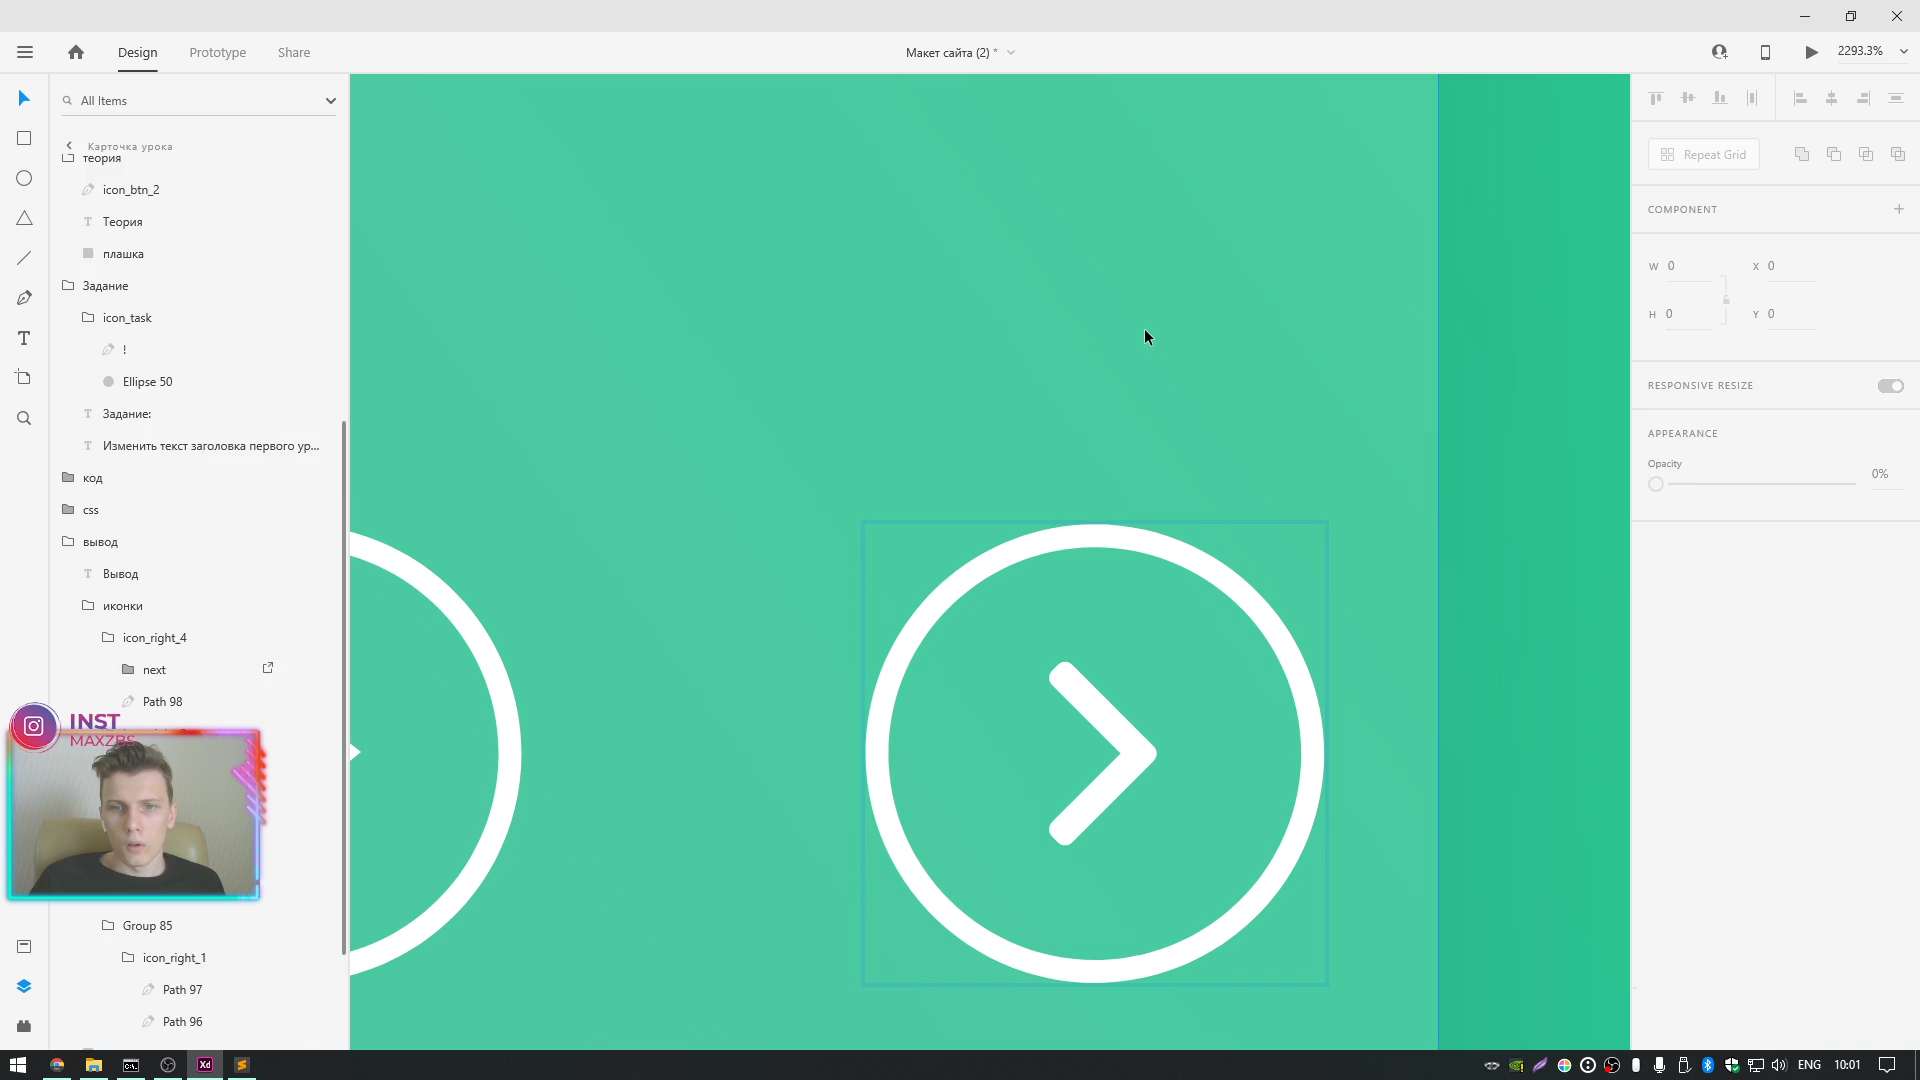 Design
Prototype
Share
Макет сайта (2) *
2293.3%
All Items
Карточка урока
теория
icon_btn_2
Теория
плашка
Задание
icon_task
!
Ellipse 50
Задание:
Изменить текст заголовка первого ур...
код
css
вывод
Вывод
иконки
icon_right_4
next
Path 98
INST
MAXZBS
Group 85
icon_right_1
Path 97
Path 96
Repeat Grid
COMPONENT
W 0
X 0
H 0
Y 0
RESPONSIVE RESIZE
APPEARANCE
Opacity
0%
Xd
ENG
10:01